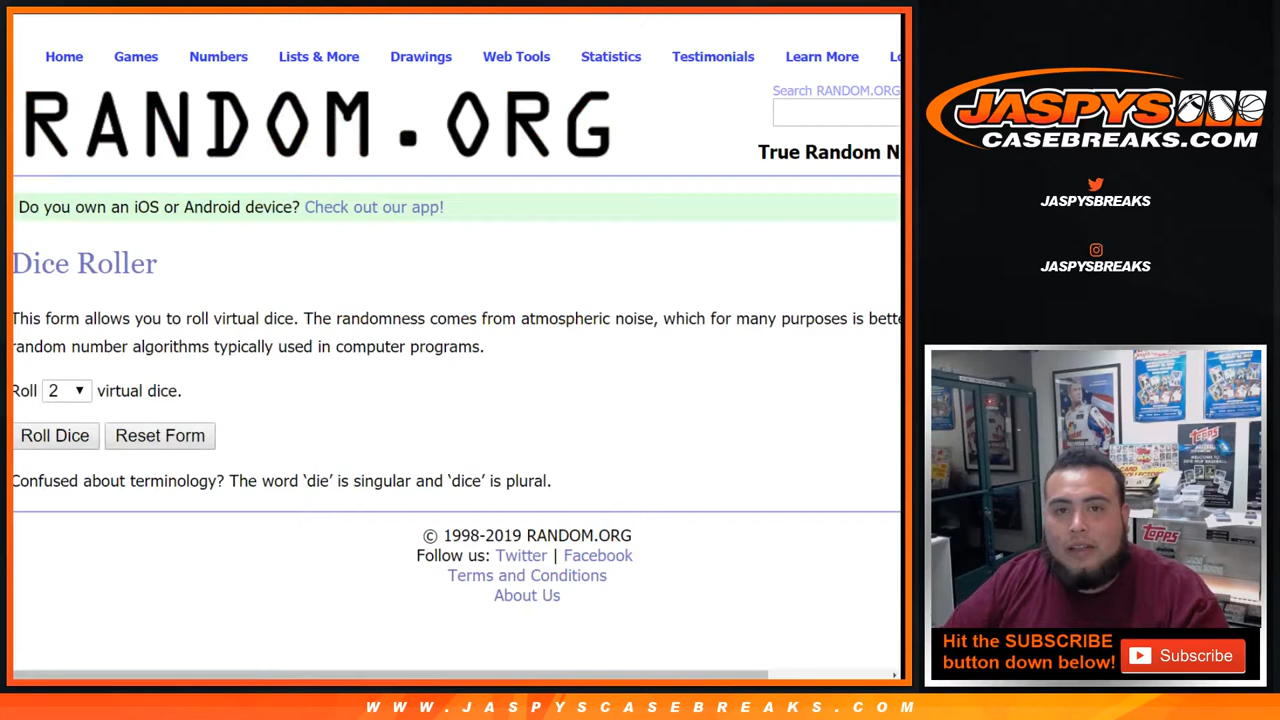 Home Games Numbers Lists & More Drawings Web Tools Statistics Testimonials Learn More
RANDOM.ORG
Search RANDOM.ORG
True Random N
Do you own an iOS or Android device? Check out our app!
Dice Roller
This form allows you to roll virtual dice. The randomness comes from atmospheric noise, which for many purposes is bette
random number algorithms typically used in computer programs.
Roll 2 virtual dice.
Roll Dice Reset Form
Confused about terminology? The word ‘die’ is singular and ‘dice’ is plural.
© 1998-2019 RANDOM.ORG
Follow us: Twitter | Facebook
Terms and Conditions
About Us
JASPYS
CASEBREAKS.COM
JASPYSBREAKS
JASPYSBREAKS
topps
topps
Hit the SUBSCRIBE
button down below!
Subscribe
WWW.JASPYSCASEBREAKS.COM